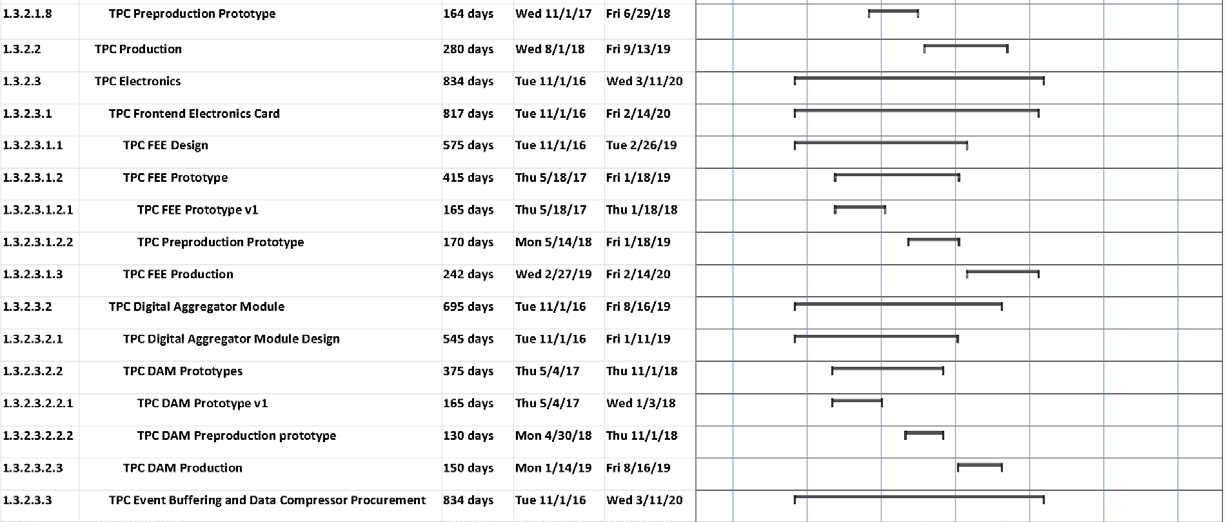 1.3.2.1.8 TPC Preproduction Prototype 164 days Wed 11/1/17 Fri 6/29/18
1.3.2.2 TPC Production 280 days Wed 8/1/18 Fri 9/13/19
1.3.2.3 TPC Electronics 834 days Tue 11/1/16 Wed 3/11/20
1.3.2.3.1 TPC Frontend Electronics Card 817 days Tue 11/1/16 Fri 2/14/20
1.3.2.3.1.1 TPC FEE Design 575 days Tue 11/1/16 Tue 2/26/19
1.3.2.3.1.2 TPC FEE Prototype 415 days Thu 5/18/17 Fri 1/18/19
1.3.2.3.1.2.1 TPC FEE Prototype v1 165 days Thu 5/18/17 Thu 1/18/18
1.3.2.3.1.2.2 TPC Preproduction Prototype 170 days Mon 5/14/18 Fri 1/18/19
1.3.2.3.1.3 TPC FEE Production 242 days Wed 2/27/19 Fri 2/14/20
1.3.2.3.2 TPC Digital Aggregator Module 695 days Tue 11/1/16 Fri 8/16/19
1.3.2.3.2.1 TPC Digital Aggregator Module Design 545 days Tue 11/1/16 Fri 1/11/19
1.3.2.3.2.2 TPC DAM Prototypes 375 days Thu 5/4/17 Thu 11/1/18
1.3.2.3.2.2.1 TPC DAM Prototype v1 165 days Thu 5/4/17 Wed 1/3/18
1.3.2.3.2.2.2 TPC DAM Preproduction prototype 130 days Mon 4/30/18 Thu 11/1/18
1.3.2.3.2.3 TPC DAM Production 150 days Mon 1/14/19 Fri 8/16/19
1.3.2.3.3 TPC Event Buffering and Data Compressor Procurement 834 days Tue 11/1/16 Wed 3/11/20